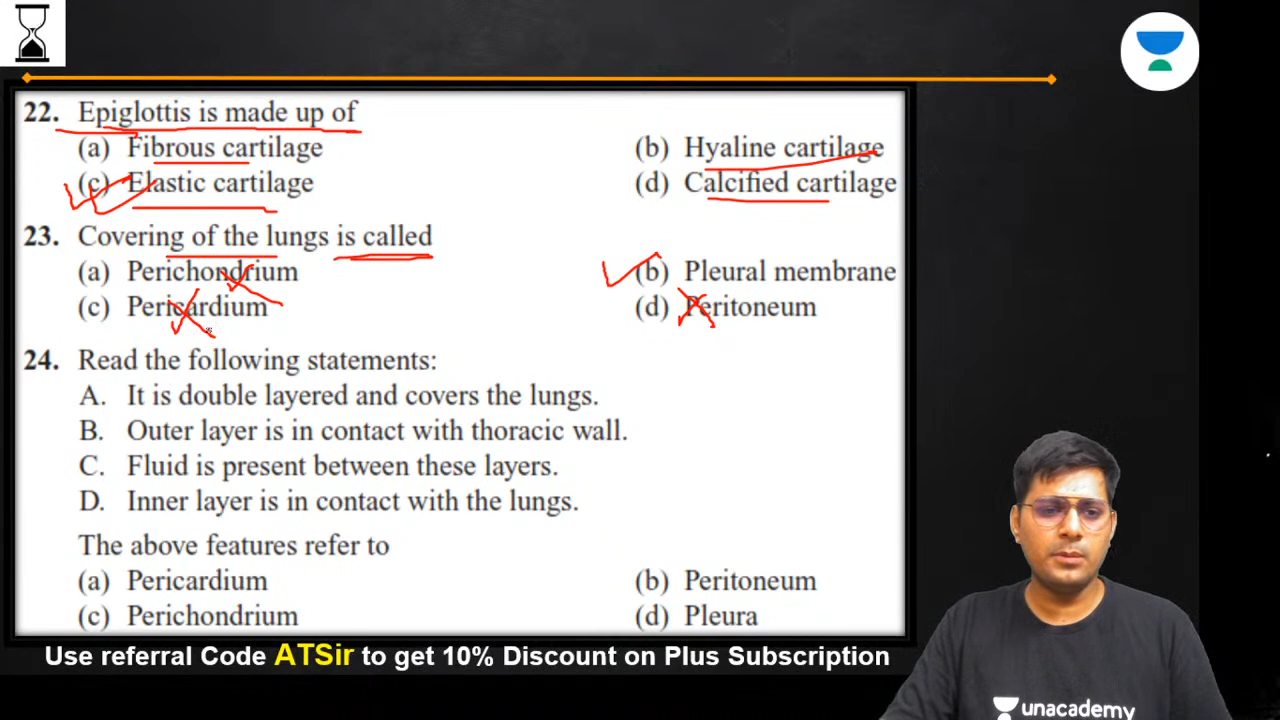 22. Epiglottis is made up of
(a) Fibrous cartilage (b) Hyaline cartilage
(c) Elastic cartilage (d) Calcified cartilage
23. Covering of the lungs is called
(a) Perichondrium (b) Pleural membrane
(c) Pericardium (d) Peritoneum
24. Read the following statements:
A. It is double layered and covers the lungs.
B. Outer layer is in contact with thoracic wall.
C. Fluid is present between these layers.
D. Inner layer is in contact with the lungs.
The above features refer to
(a) Pericardium (b) Peritoneum
(c) Perichondrium (d) Pleura
Use referral Code ATSir to get 10% Discount on Plus Subscription
unacademy